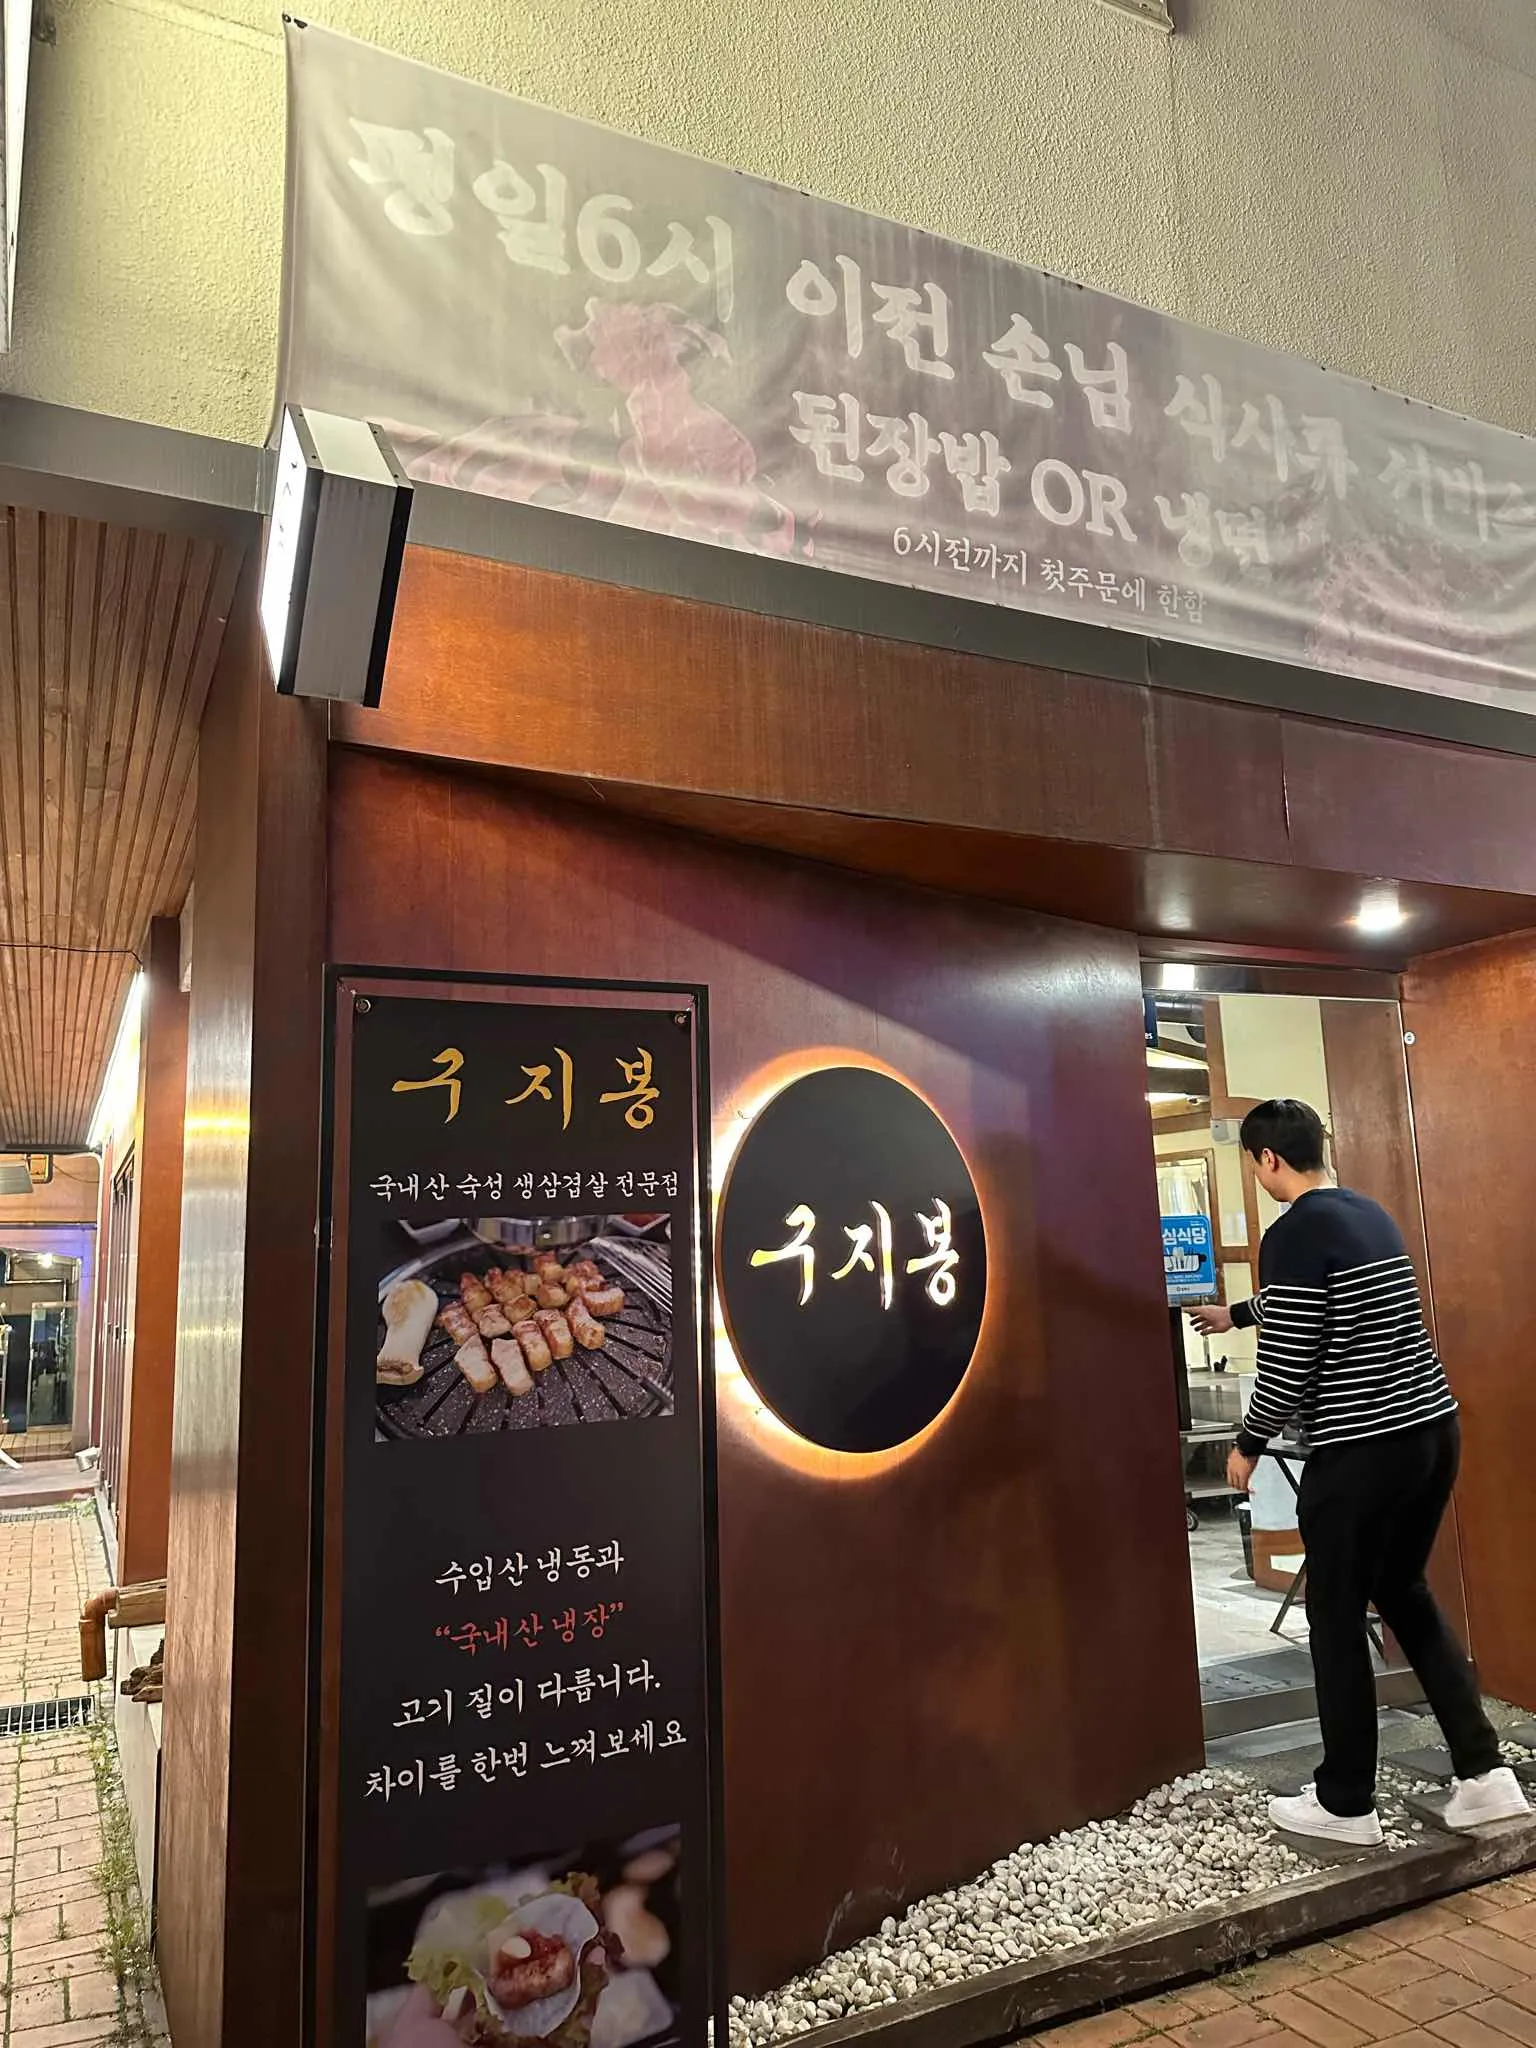 평일6시 이전 손님 식사류 서비스
된장밥 OR 냉면
6시전까지 첫주문에 한함
구지봉
국내산 숙성 생삼겹살 전문점
구지봉
심식당
수입산 냉동과
“국내산 냉장”
고기 질이 다릅니다.
차이를 한번 느껴보세요